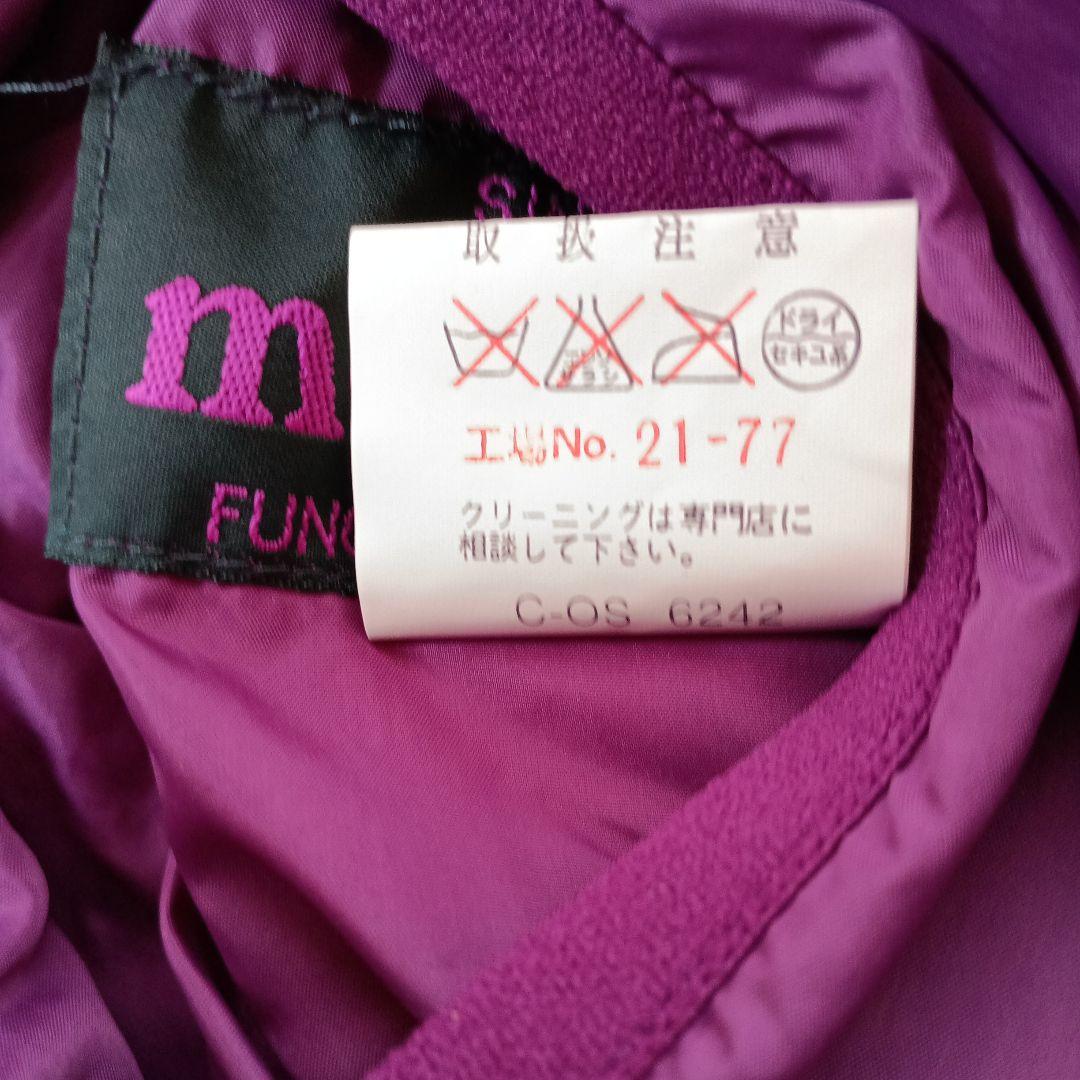 m
FUNC
取扱注意
ドライ
セキユ系
工場No. 21-77
クリーニングは専門店に
相談して下さい。
C-OS 6242